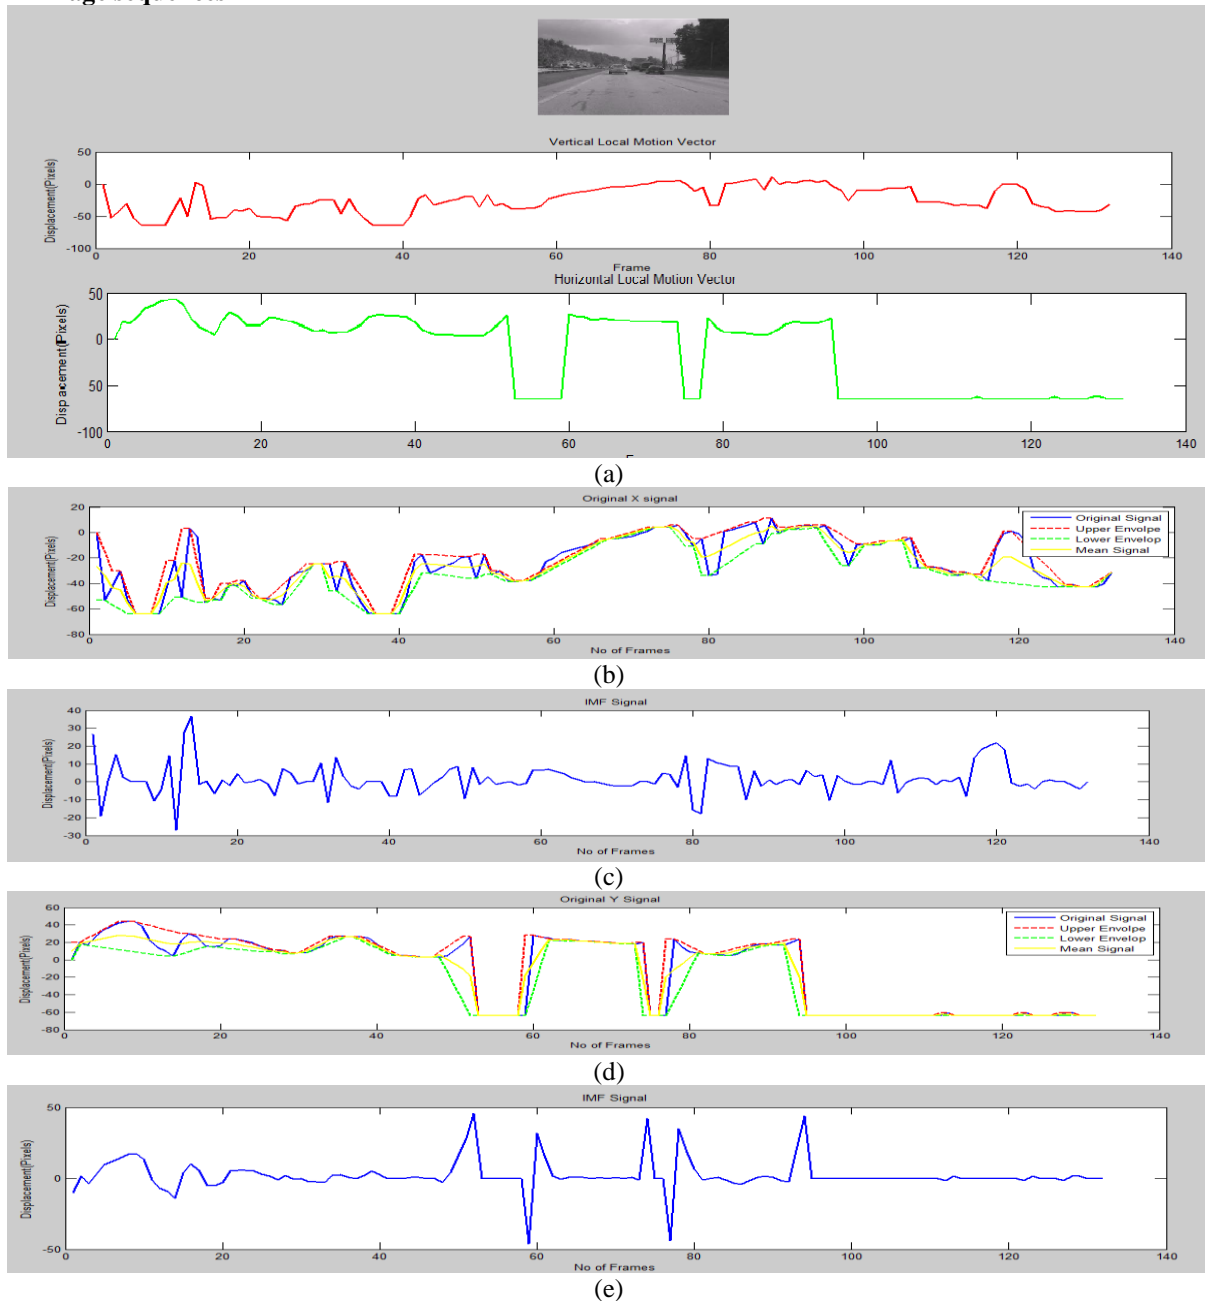 Vertical Local Motion Vector
50
0
-50
-100
Displacement(Pixels)
0 20 40 60 80 100 120 140
Frame
Horizontal Local Motion Vector
50
0
50
-100
Disp acement(Pixels)
0 20 40 60 80 100 120 140
(a)
Original X signal
20
0
-20
-40
-60
-80
Displacement(Pixels)
Original Signal
Upper Envolpe
Lower Envelop
Mean Signal
0 20 40 60 80 100 120 140
No of Frames
(b)
IMF Signal
40
30
20
10
0
-10
-20
-30
Displacement(Pixels)
0 20 40 60 80 100 120 140
No of Frames
(c)
Original Y Signal
60
40
20
0
-20
-40
-60
-80
Displacement(Pixels)
Original Signal
Upper Envolpe
Lower Envelop
Mean Signal
0 20 40 60 80 100 120 140
No of Frames
(d)
IMF Signal
50
0
-50
Displacement(Pixels)
0 20 40 60 80 100 120 140
No of Frames
(e)